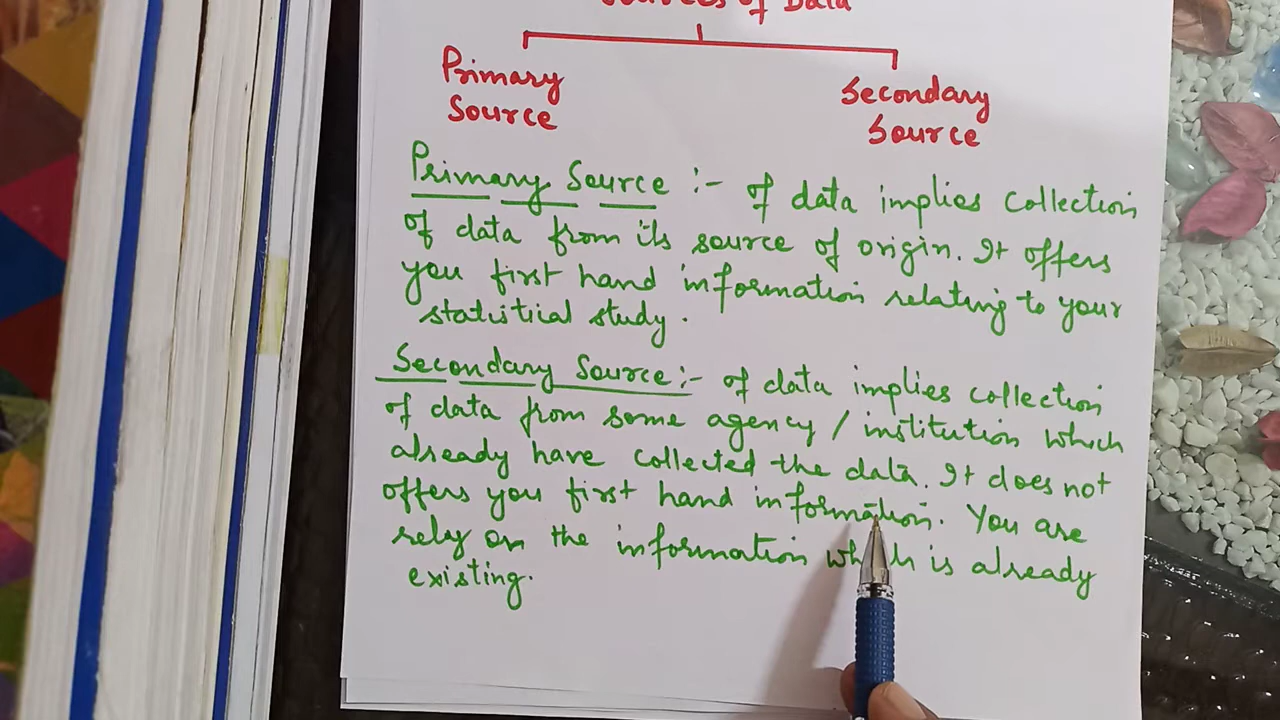 Sources of Data
Primary Secondary
Source Source
Primary Source :- of data implies collection
of data from its source of origin. It offers
you first hand information relating to your
statistical study.
Secondary Source :- of data implies collection
of data from some agency / institution which
already have collected the data. It does not
offers you first hand information. You are
rely on the information which is already
existing.